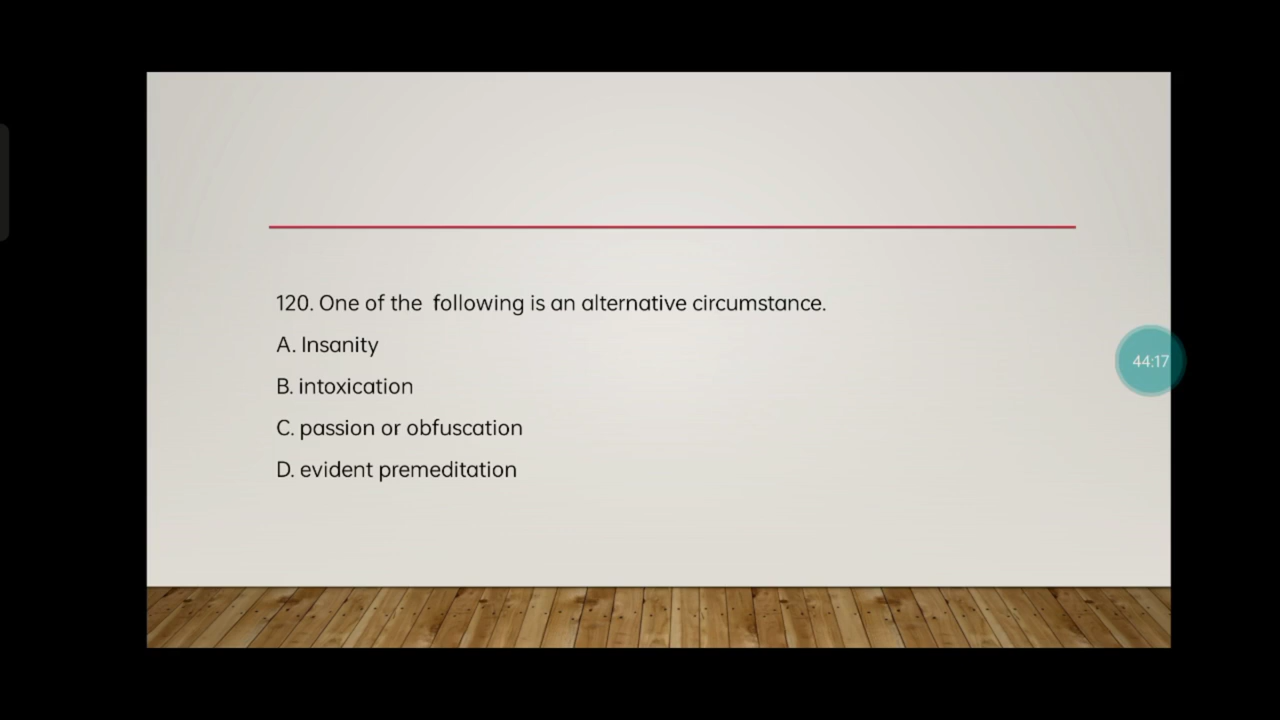 120. One of the following is an alternative circumstance.
A. Insanity
B. intoxication
C. passion or obfuscation
D. evident premeditation
44:17